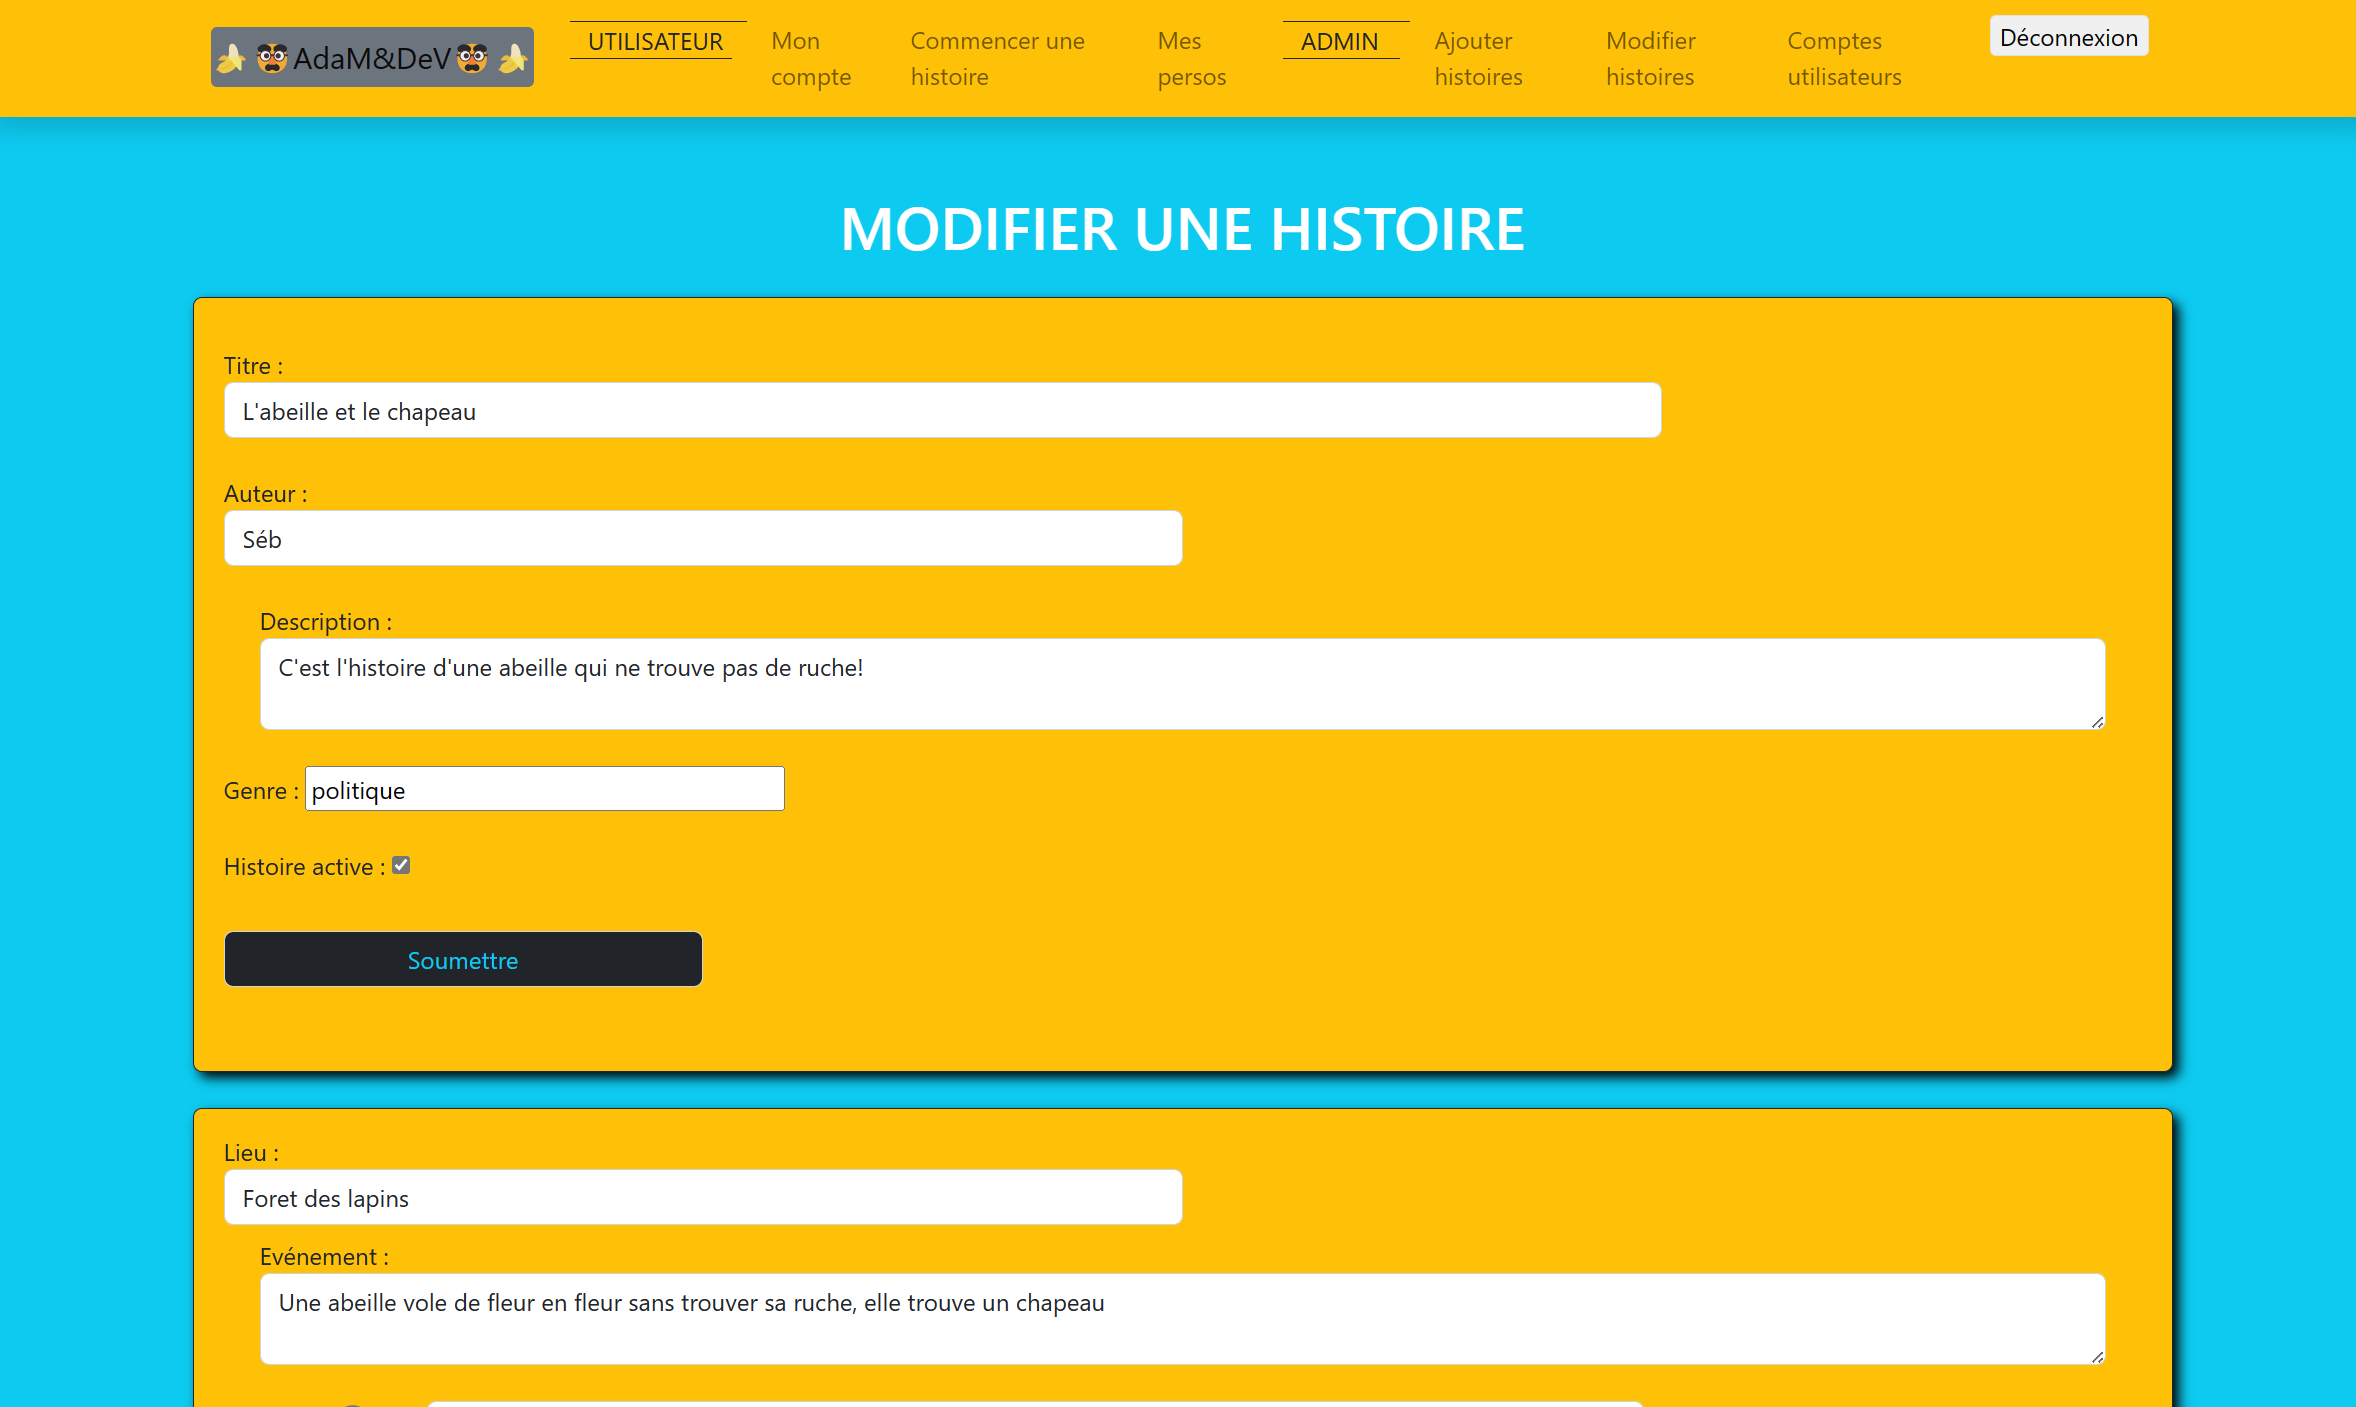 AdaM&DeV
UTILISATEUR
Mon
compte
Commencer une
histoire
Mes
persos
ADMIN
Ajouter
histoires
Modifier
histoires
Comptes
utilisateurs
Déconnexion
MODIFIER UNE HISTOIRE
Titre :
L'abeille et le chapeau
Auteur :
Séb
Description :
C'est l'histoire d'une abeille qui ne trouve pas de ruche!
Genre : politique
Histoire active :
Soumettre
Lieu :
Foret des lapins
Evénement :
Une abeille vole de fleur en fleur sans trouver sa ruche, elle trouve un chapeau